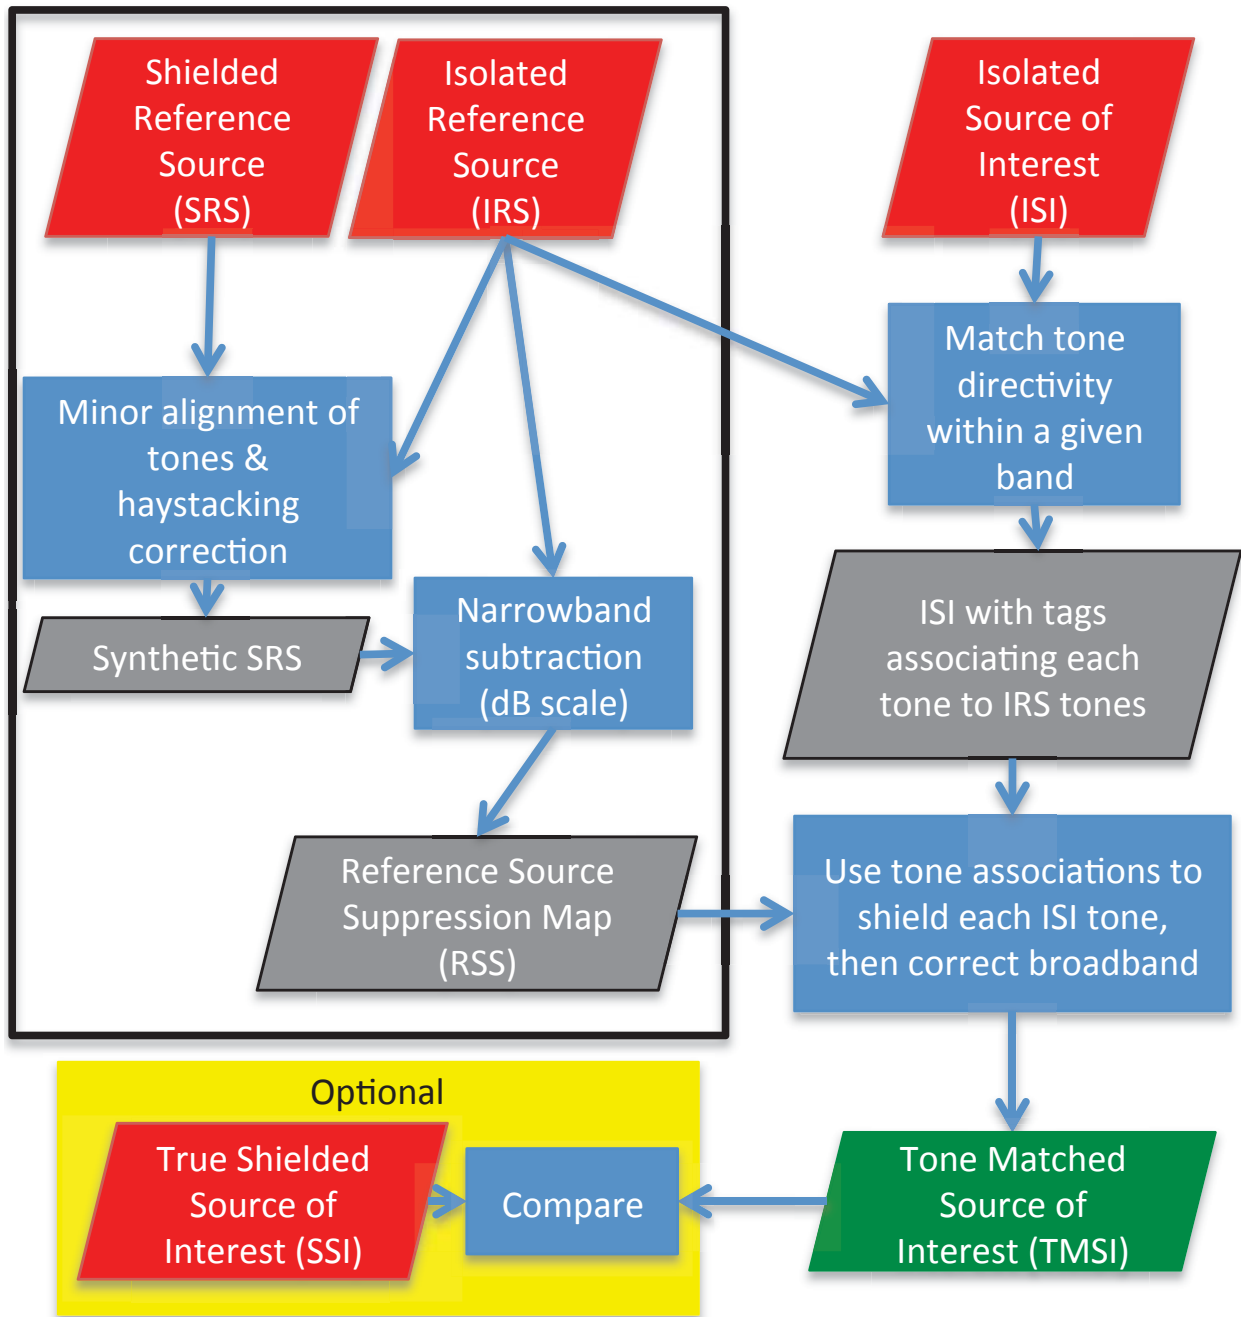 Shielded
Reference
Source
(SRS)
Isolated
Reference
Source
(IRS)
Isolated
Source of
Interest
(ISI)
Match tone
directivity
within a given
band
Minor alignment of
tones &
haystacking
correction
Synthetic SRS
Narrowband
subtraction
(dB scale)
ISI with tags
associating each
tone to IRS tones
Reference Source
Suppression Map
(RSS)
Use tone associations to
shield each ISI tone,
then correct broadband
Optional
True Shielded
Source of
Interest (SSI)
Compare
Tone Matched
Source of
Interest (TMSI)